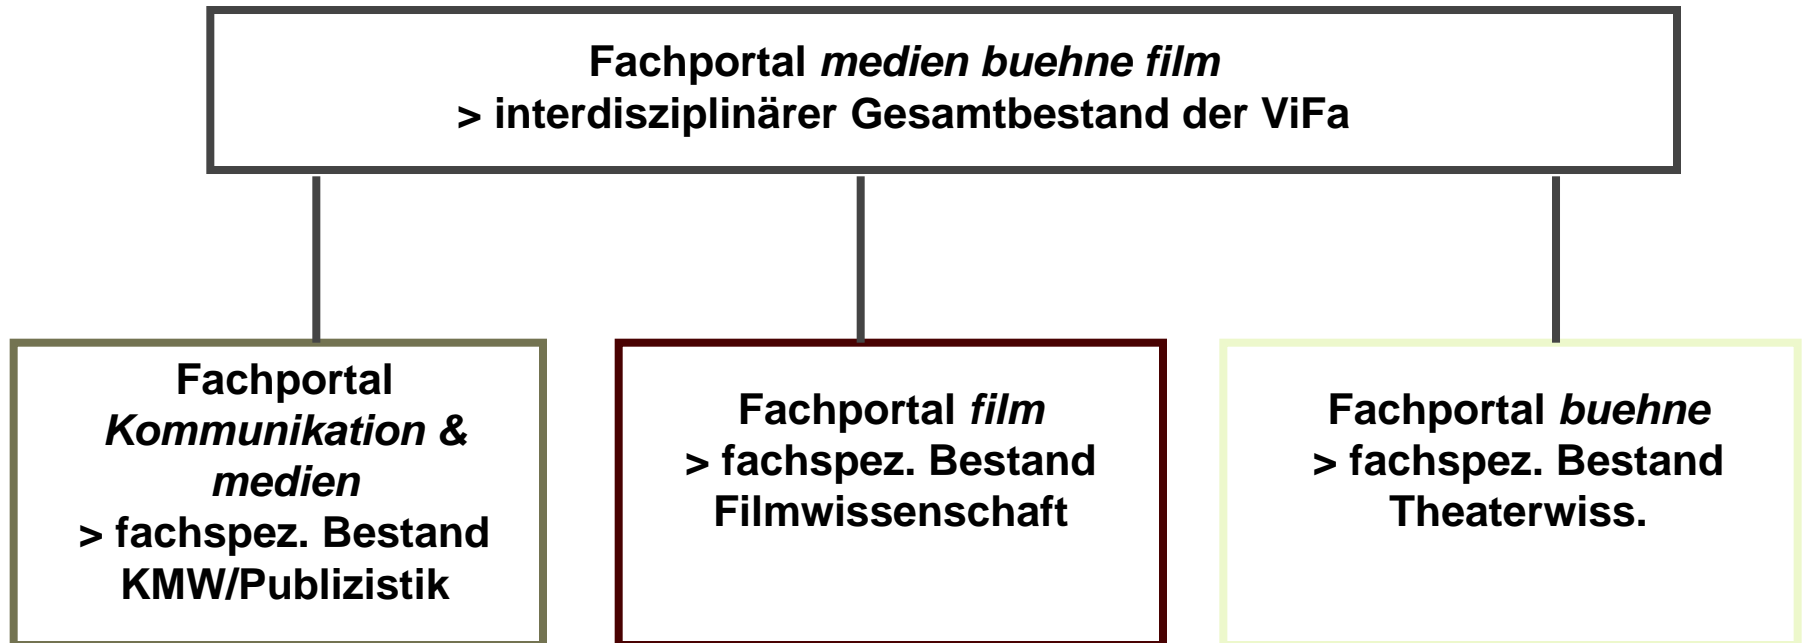 Fachportal medien buehne film
> interdisziplinärer Gesamtbestand der ViFa
Fachportal
Kommunikation &
medien
> fachspez. Bestand
KMW/Publizistik
Fachportal film
> fachspez. Bestand
Filmwissenschaft
Fachportal buehne
> fachspez. Bestand
Theaterwiss.